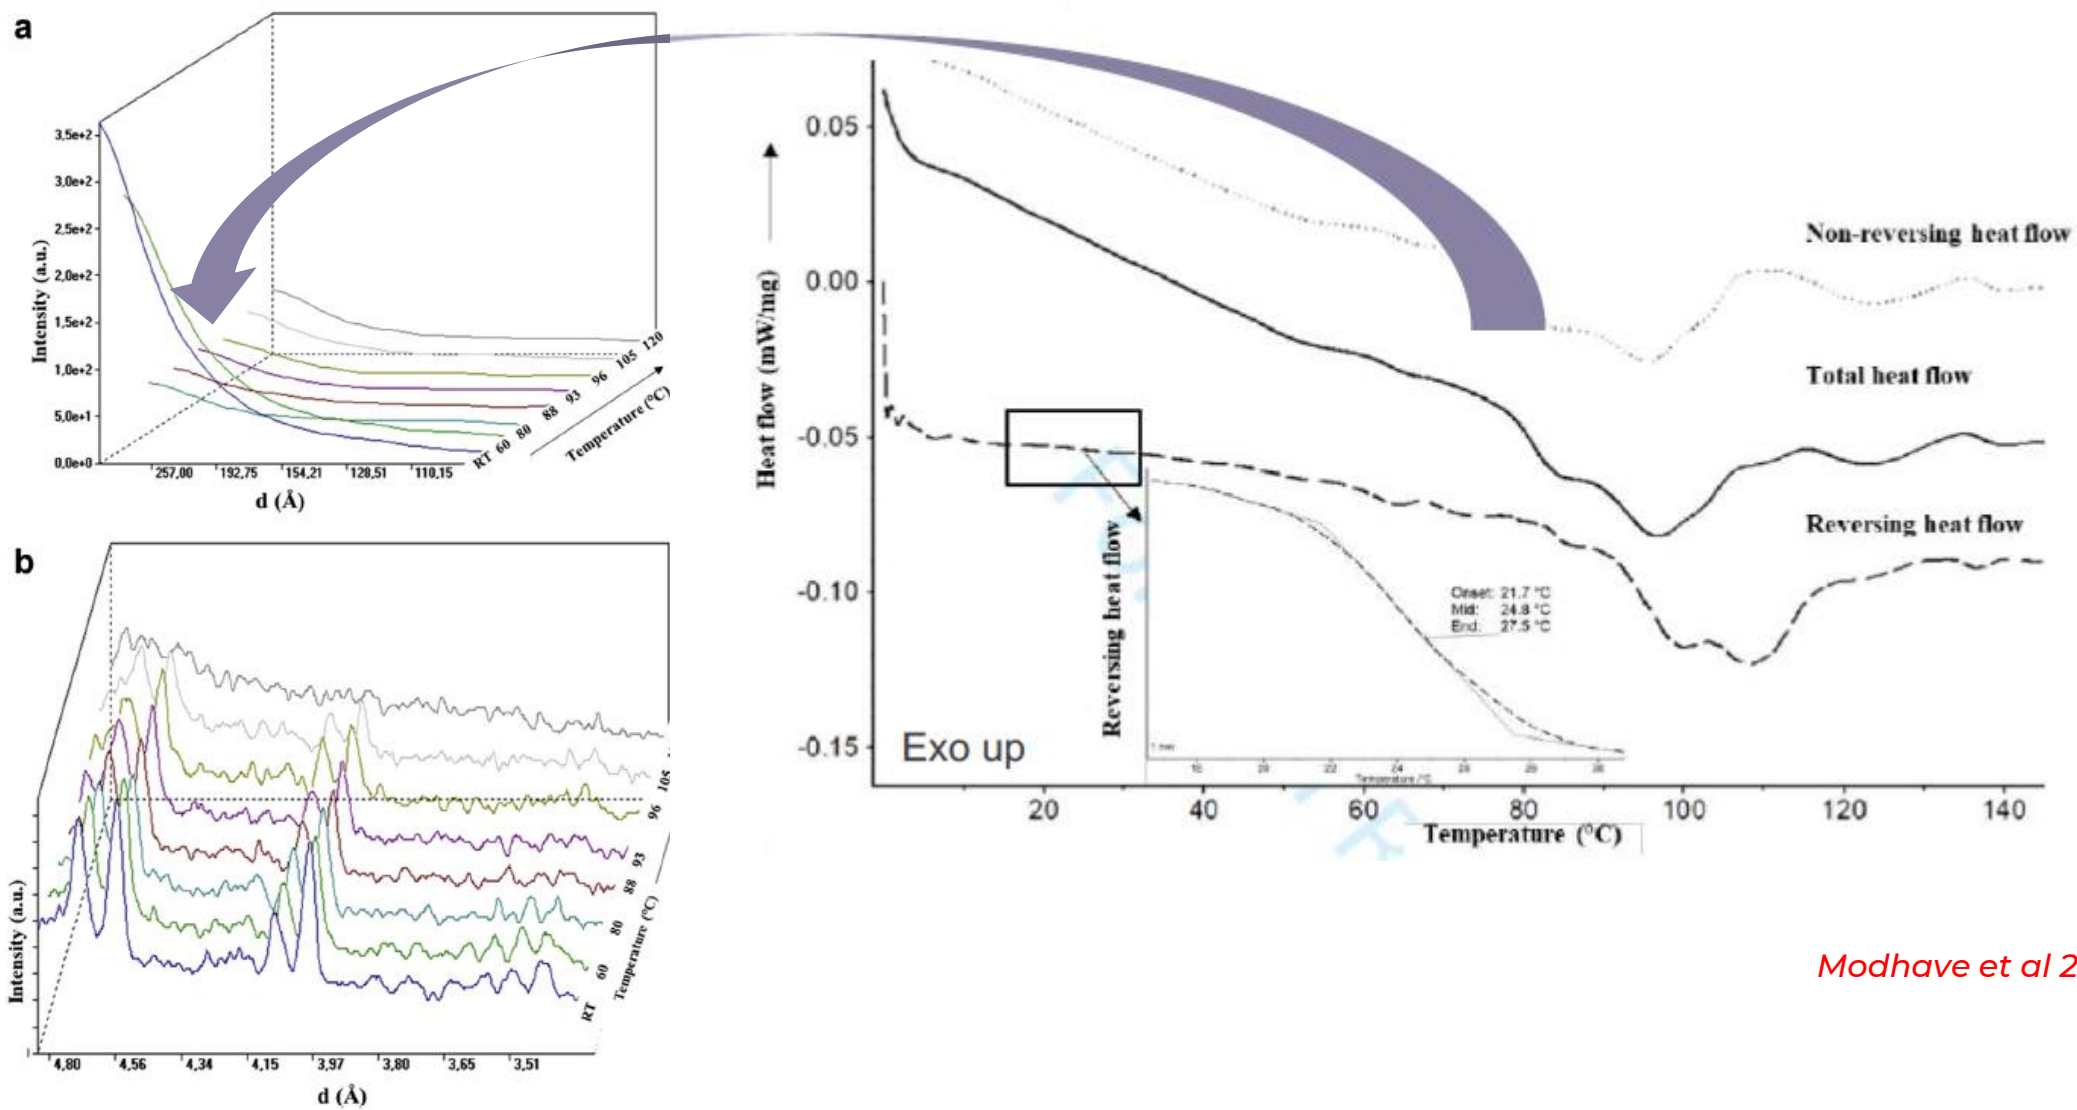 a
Intensity (a.u.)
3,5e+2
3,0e+2
2,5e+2
2,0e+2
1,5e+2
1,0e+2
5,0e+1
0,0e+0
257,00
192,75
154,21
128,51
110,15
d (Å)
RT
60
80
88
93
96
105
120
Temperature (°C)
b
Intensity (a.u.)
4,80
4,56
4,34
4,15
3,97
3,80
3,65
3,51
d (Å)
RT
60
80
88
93
96
105
Temperature (°C)
Heat flow (mW/mg)
0.05
0.00
-0.05
-0.10
-0.15
Non-reversing heat flow
Total heat flow
Reversing heat flow
Reversing heat flow
Onset: 21.7 °C
Mid: 24.8 °C
End: 27.5 °C
20
22
24
Temperature /°C
Exo up
20
40
60
80
100
120
140
Temperature (°C)
Modhave et al 2